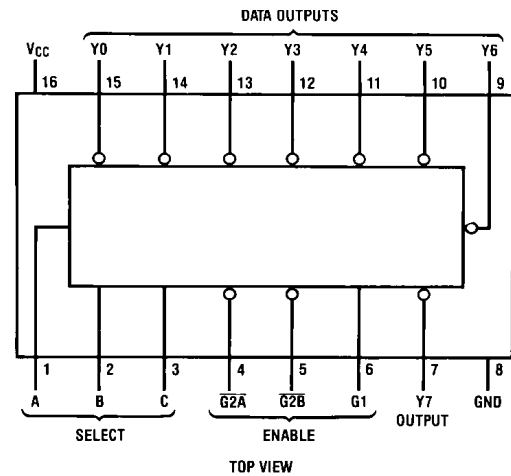 DATA OUTPUTS
VCC Y0 Y1 Y2 Y3 Y4 Y5 Y6
16 15 14 13 12 11 10 9
1 2 3 4 5 6 7 8
A B C G2A G2B G1 Y7 GND
OUTPUT
SELECT ENABLE
TOP VIEW